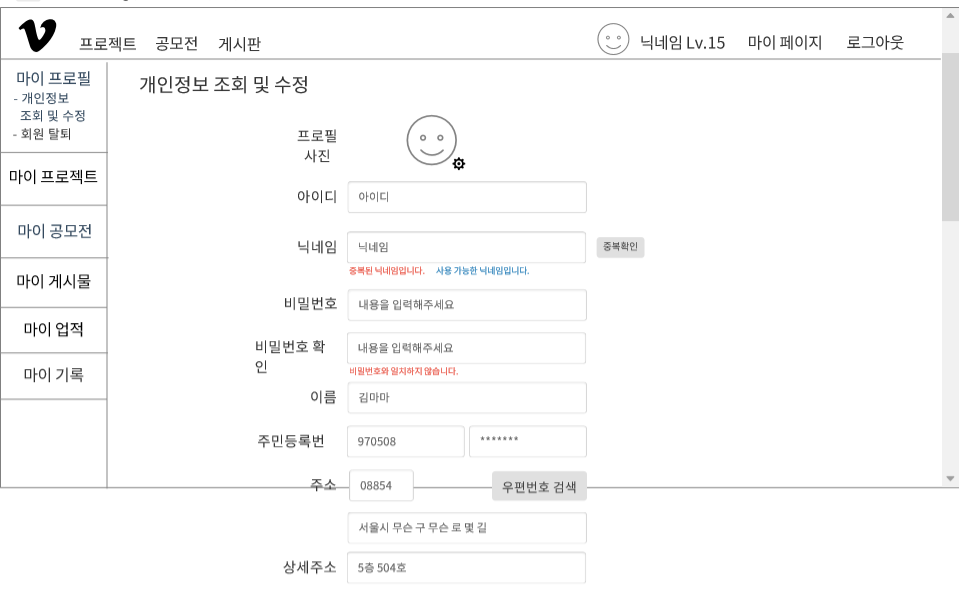 프로젝트 공모전 게시판 닉네임 Lv.15 마이 페이지 로그아웃
마이 프로필
- 개인정보
조회 및 수정
- 회원 탈퇴
마이 프로젝트
마이 공모전
마이 게시물
마이 업적
마이 기록
개인정보 조회 및 수정
프로필
사진
아이디 아이디
닉네임 닉네임 중복확인
중복된 닉네임입니다. 사용 가능한 닉네임입니다.
비밀번호 내용을 입력해주세요
비밀번호 확
인
내용을 입력해주세요
비밀번호와 일치하지 않습니다.
이름 김마마
주민등록번 970508 *******
주소 08854 우편번호 검색
서울시 무슨 구 무슨 로 몇 길
상세주소 5층 504호